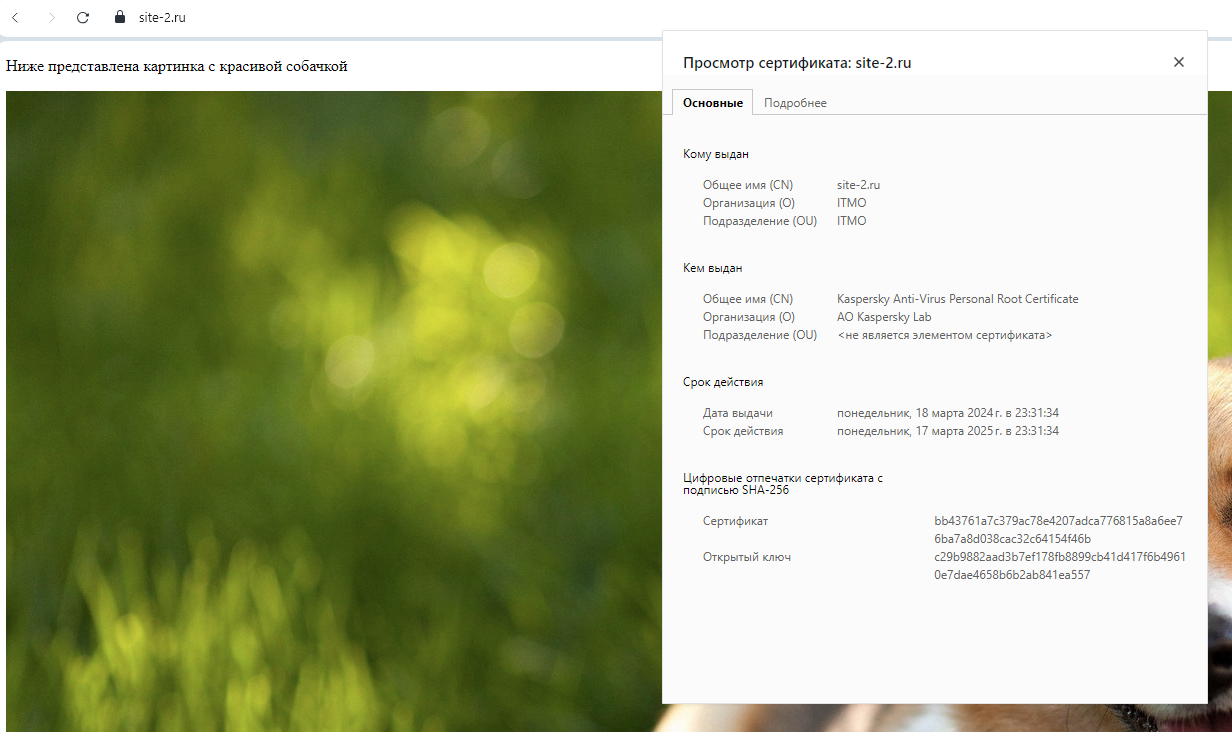 site-2.ru
Ниже представлена картинка с красивой собачкой
Просмотр сертификата: site-2.ru
Основные Подробнее
Кому выдан
Общее имя (CN) site-2.ru
Организация (O) ITMO
Подразделение (OU) ITMO
Кем выдан
Общее имя (CN) Kaspersky Anti-Virus Personal Root Certificate
Организация (O) AO Kaspersky Lab
Подразделение (OU) <не является элементом сертификата>
Срок действия
Дата выдачи понедельник, 18 марта 2024 г. в 23:31:34
Срок действия понедельник, 17 марта 2025 г. в 23:31:34
Цифровые отпечатки сертификата с
подписью SHA-256
Сертификат bb43761a7c379ac78e4207adca776815a8a6ee7
6ba7a8d038cac32c64154f46b
Открытый ключ c29b9882aad3b7ef178fb8899cb41d417f6b4961
0e7dae4658b6b2ab841ea557